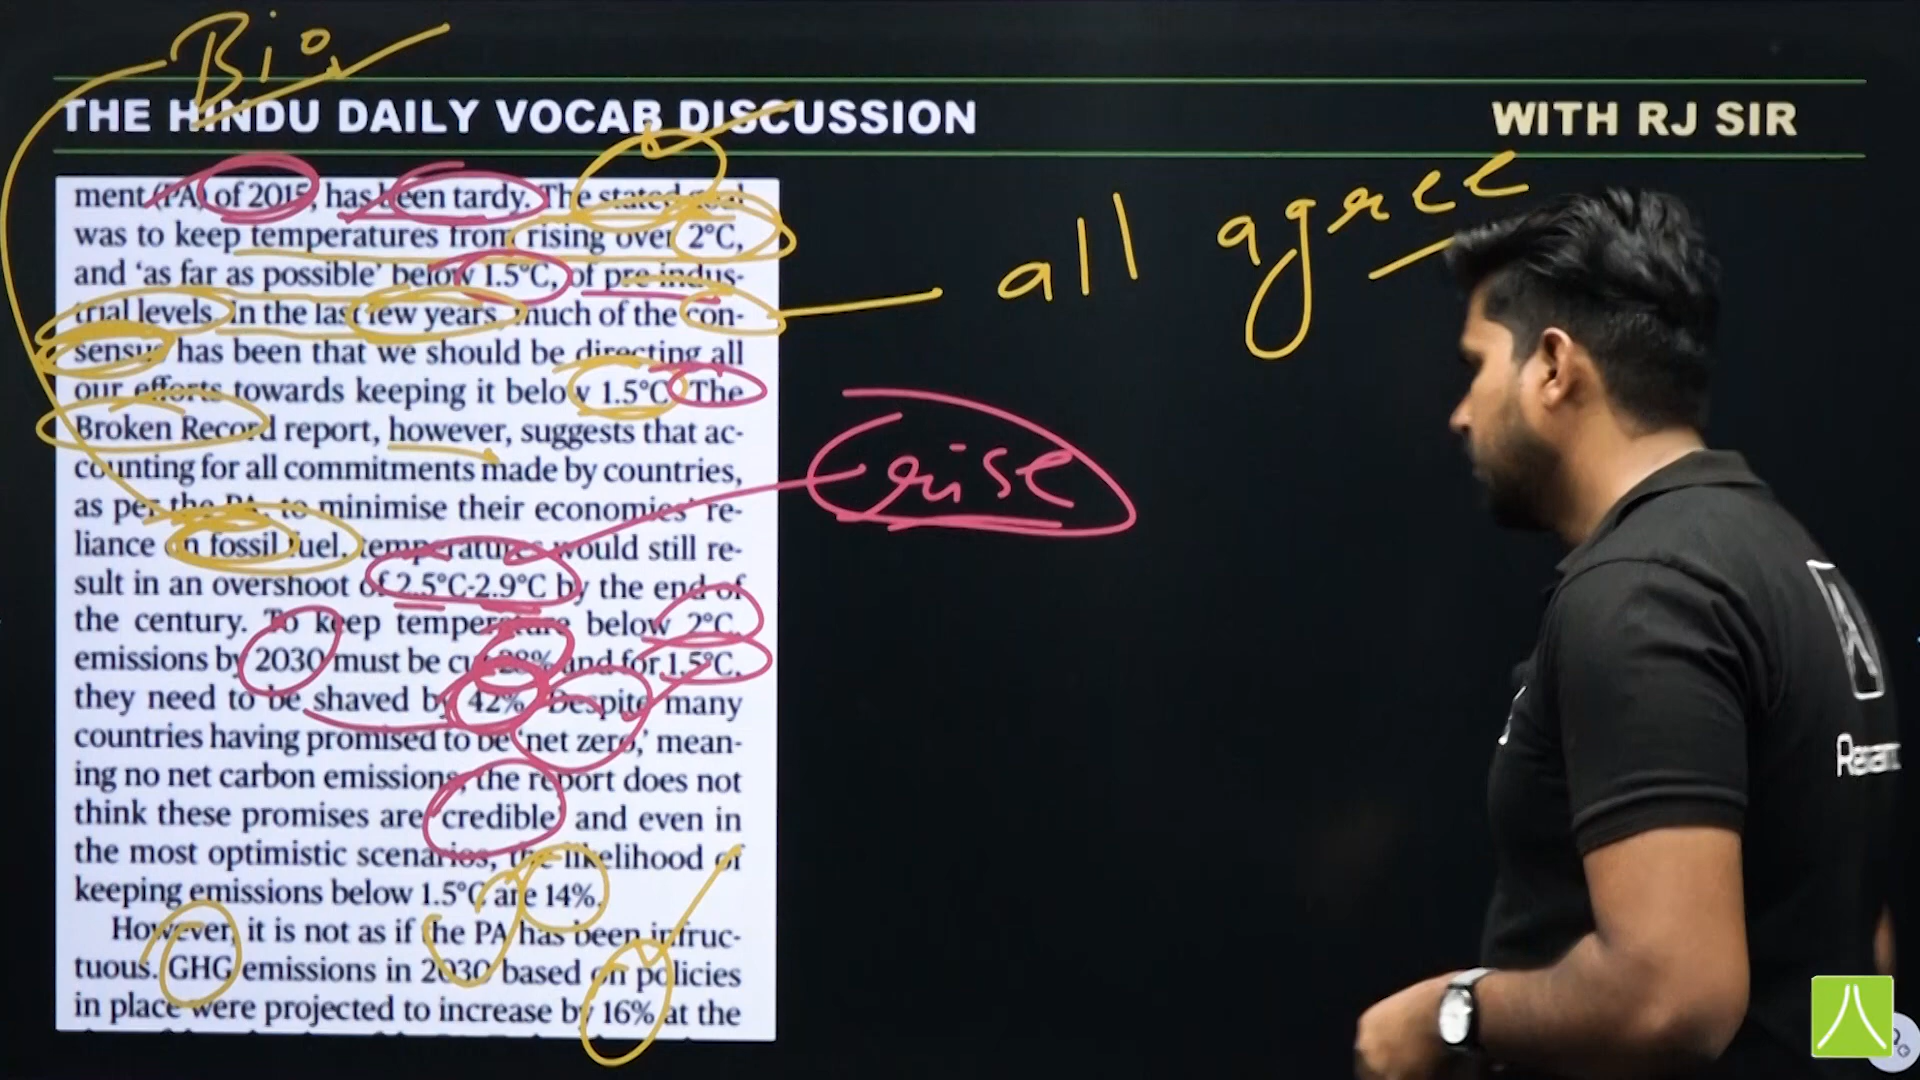 Bio
THE HINDU DAILY VOCAB DISCUSSION
WITH RJ SIR
ment (PA) of 2015, has been tardy. The stated goal
was to keep temperatures from rising over 2°C,
and ‘as far as possible’ below 1.5°C, of pre-indus-
trial levels. In the last few years, much of the con-
sensus has been that we should be directing all
our efforts towards keeping it below 1.5°C. The
Broken Record report, however, suggests that ac-
counting for all commitments made by countries,
as per the PA, to minimise their economies’ re-
liance on fossil fuel, temperatures would still re-
sult in an overshoot of 2.5°C-2.9°C by the end of
the century. To keep temperature below 2°C,
emissions by 2030 must be cut 28% and for 1.5°C,
they need to be shaved by 42%. Despite many
countries having promised to be ‘net zero,’ mean-
ing no net carbon emissions, the report does not
think these promises are ‘credible’ and even in
the most optimistic scenarios, the likelihood of
keeping emissions below 1.5°C are 14%.
However, it is not as if the PA has been infruc-
tuous. GHG emissions in 2030 based on policies
in place were projected to increase by 16% at the
all agree
rise